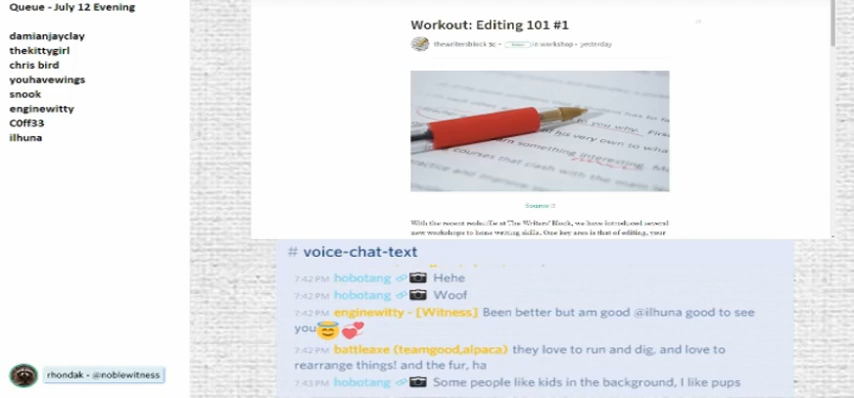 Queue - July 12 Evening
damianjayclay
thekittygirl
chris bird
youhavewings
snook
enginewitty
C0ff33
ilhuna
rhondak - @noblewitness
Workout: Editing 101 #1
thewritersblock in workshop • yesterday
to you why. Firs
his very own to wha
am something interesting.
courses that clash with the main
Source
With the recent at The Writers' Block, we have introduced several
new workshops to hone writing skills. One key area is that of editing, your
# voice-chat-text
7:42 PM hobotang Hehe
7:42 PM hobotang Woof
7:42 PM enginewitty - [Witness] Been better but am good @ilhuna good to see
you
7:42 PM battleaxe (teamgood,alpaca) they love to run and dig, and love to
rearrange things! and the fur, ha
7:43 PM hobotang Some people like kids in the background, I like pups